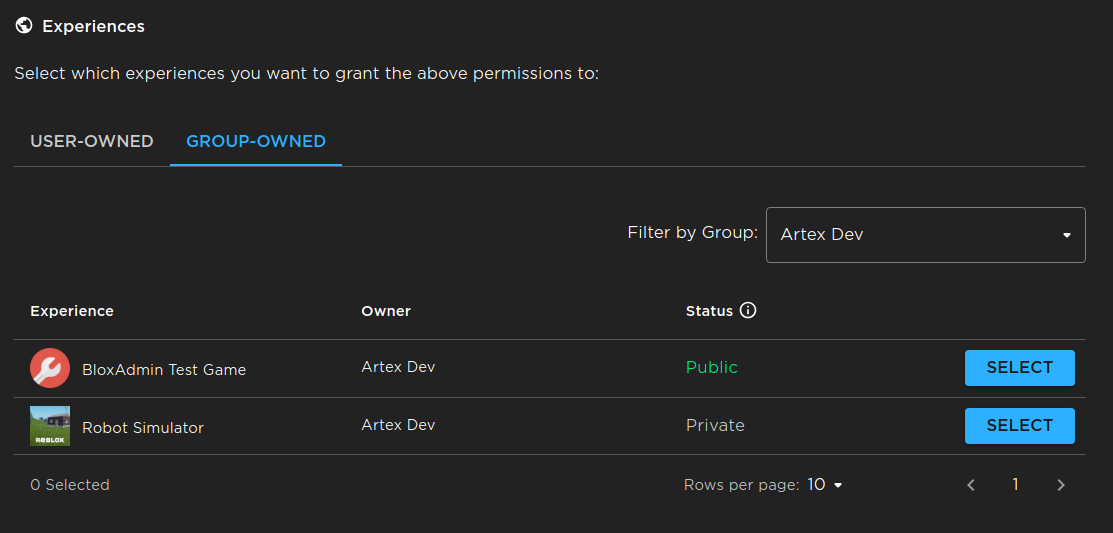 Experiences
Select which experiences you want to grant the above permissions to:
USER-OWNED GROUP-OWNED
Filter by Group: Artex Dev
Experience Owner Status
BloxAdmin Test Game Artex Dev Public SELECT
Robot Simulator Artex Dev Private SELECT
ROBLOX
0 Selected Rows per page: 10 1